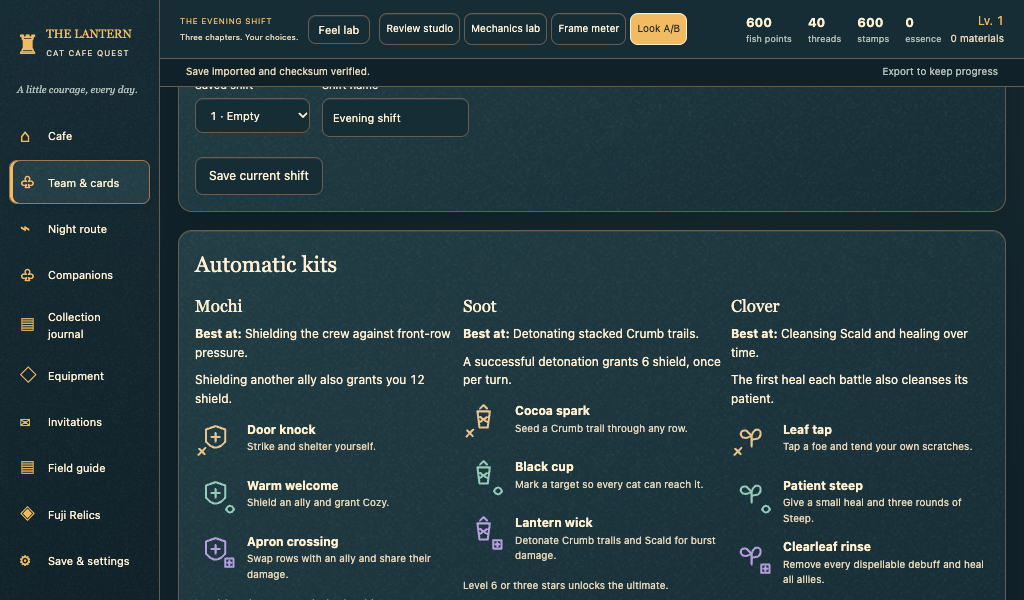 THE LANTERN
CAT CAFE QUEST
A little courage, every day.
Cafe
Team & cards
Night route
Companions
Collection
journal
Equipment
Invitations
Field guide
Fuji Relics
Save & settings
THE EVENING SHIFT
Three chapters. Your choices.
Feel lab
Review studio
Mechanics lab
Frame meter
Look A/B
600
fish points
40
threads
600
stamps
0
essence
Lv. 1
0 materials
Save imported and checksum verified.
Export to keep progress
1 · Empty
Evening shift
Save current shift
Automatic kits
Mochi
Best at: Shielding the crew against front-row
pressure.
Shielding another ally also grants you 12
shield.
Door knock
Strike and shelter yourself.
Warm welcome
Shield an ally and grant Cozy.
Apron crossing
Swap rows with an ally and share their
damage.
Soot
Best at: Detonating stacked Crumb trails.
A successful detonation grants 6 shield, once
per turn.
Cocoa spark
Seed a Crumb trail through any row.
Black cup
Mark a target so every cat can reach it.
Lantern wick
Detonate Crumb trails and Scald for burst
damage.
Level 6 or three stars unlocks the ultimate.
Clover
Best at: Cleansing Scald and healing over
time.
The first heal each battle also cleanses its
patient.
Leaf tap
Tap a foe and tend your own scratches.
Patient steep
Give a small heal and three rounds of
Steep.
Clearleaf rinse
Remove every dispellable debuff and heal
all allies.